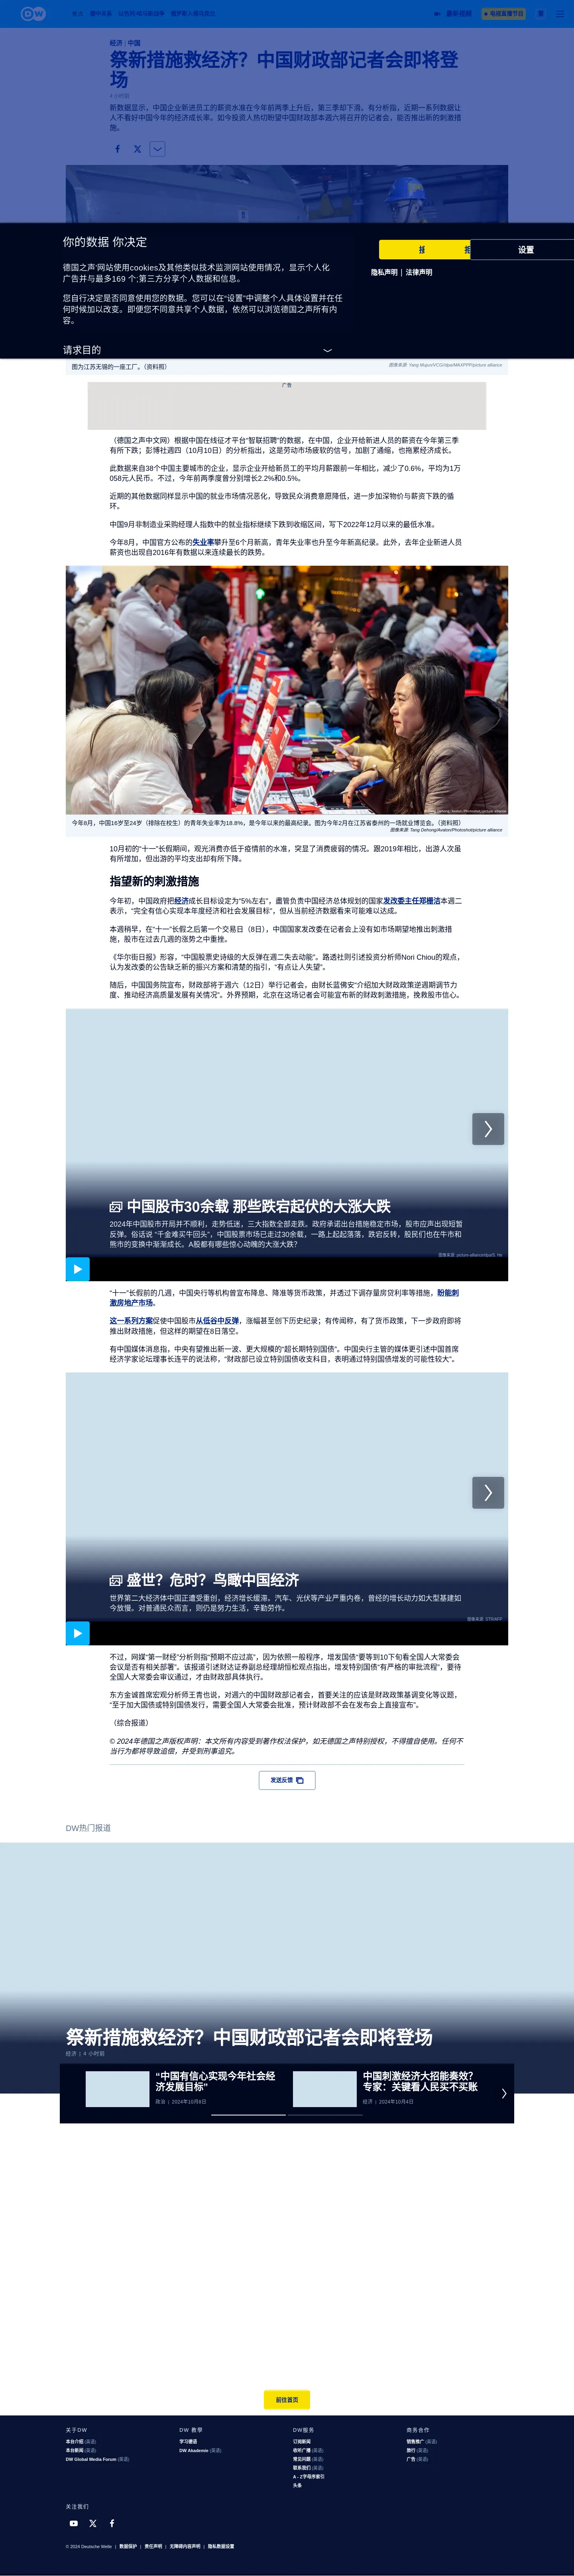 DW
最新视频
电视直播节目
繁
经济 | 中国
祭新措施救经济？中国财政部记者会即将登
场
4 小时前
新数据显示，中国企业新进员工的薪资水准在今年前两季上升后，第三季却下滑。有分析指，近期一系列数据让
人不看好中国今年的经济成长率。如今投资人热切盼望中国财政部本週六将召开的记者会，能否推出新的刺激措
施。
你的数据 你决定
设置
德国之声'网站使用cookies及其他类似技术监测网站使用情况，显示个人化
广告并与最多169 个;第三方分享个人数据和信息。
隐私声明 | 法律声明
您自行决定是否同意使用您的数据。您可以在"设置"中调整个人具体设置并在任
何时候加以改变。即使您不同意共享个人数据，依然可以浏览德国之声所有内
容。
请求目的
图为江苏无锡的一座工厂。（资料照）
图像来源: Yang Mujun/VCG/dpa/MAXPPP/picture alliance
广告
（德国之声中文网）根据中国在线征才平台"智联招聘"的数据，在中国，企业开给新进人员的薪资在今年第三季
有所下跌；彭博社週四（10月10日）的分析指出，这是劳动市场疲软的信号，加剧了通缩，也拖累经济成长。
此数据来自38个中国主要城市的企业，显示企业开给新员工的平均月薪跟前一年相比，减少了0.6%，平均为1万
058元人民币。不过，今年前两季度曾分别增长2.2%和0.5%。
近期的其他数据同样显示中国的就业市场情况恶化，导致民众消费意愿降低，进一步加深物价与薪资下跌的循
环。
中国9月非制造业采购经理人指数中的就业指标继续下跌到收缩区间，写下2022年12月以来的最低水准。
今年8月，中国官方公布的失业率攀升至6个月新高，青年失业率也升至今年新高纪录。此外，去年企业新进人员
薪资也出现自2016年有数据以来连续最长的跌势。
今年8月，中国16岁至24岁（排除在校生）的青年失业率为18.8%，是今年以来的最高纪录。图为今年2月在江苏省泰州的一场就业博览会。（资料照）
图像来源: Tang Dehong/Avalon/Photoshot/picture alliance
10月初的"十一"长假期间，观光消费亦低于疫情前的水准，突显了消费疲弱的情况。跟2019年相比，出游人次虽
有所增加，但出游的平均支出却有所下降。
指望新的刺激措施
今年初，中国政府把经济成长目标设定为"5%左右"，儘管负责中国经济总体规划的国家发改委主任郑栅洁本週二
表示，"完全有信心实现本年度经济和社会发展目标"，但从当前经济数据看来可能难以达成。
本週稍早，在"十一"长假之后第一个交易日（8日），中国国家发改委在记者会上没有如市场期望地推出刺激措
施，股市在过去几週的涨势之中重挫。
《华尔街日报》形容，"中国股票史诗级的大反弹在週二失去动能"。路透社则引述投资分析师Nori Chiou的观点，
认为发改委的公告缺乏新的振兴方案和清楚的指引，"有点让人失望"。
随后，中国国务院宣布，财政部将于週六（12日）举行记者会，由财长蓝佛安"介绍加大财政政策逆週期调节力
度、推动经济高质量发展有关情况"。外界预期，北京在这场记者会可能宣布新的财政刺激措施，挽救股市信心。
中国股市30余载 那些跌宕起伏的大涨大跌
2024年中国股市开局并不顺利，走势低迷，三大指数全部走跌。政府承诺出台措施稳定市场，股市应声出现短暂
反弹。俗话说 "千金难买牛回头"，中国股票市场已走过30余载，一路上起起落落，跌宕反转，股民们也在牛市和
熊市的变换中渐渐成长。A股都有哪些惊心动魄的大涨大跌？
图像来源: picture-alliance/dpa/S. He
"十一"长假前的几週，中国央行等机构曾宣布降息、降准等货币政策，并透过下调存量房贷利率等措施，盼能刺
激房地产市场。
这一系列方案促使中国股市从低谷中反弹，涨幅甚至创下历史纪录；有传闻称，有了货币政策，下一步政府即将
推出财政措施，但这样的期望在8日落空。
有中国媒体消息指，中央有望推出新一波、更大规模的"超长期特别国债"。中国央行主管的媒体更引述中国首席
经济学家论坛理事长连平的说法称，"财政部已设立特别国债收支科目，表明通过特别国债增发的可能性较大"。
盛世？危时？鸟瞰中国经济
世界第二大经济体中国正遭受重创，经济增长缓滞。汽车、光伏等产业严重内卷，曾经的增长动力如大型基建如
今放慢。对普通民众而言，则仍是努力生活，辛勤劳作。
图像来源: STR/AFP
不过，网媒"第一财经"分析则指"预期不应过高"，因为依照一般程序，增发国债"要等到10下旬看全国人大常委会
会议是否有相关部署"。该报道引述财达证券副总经理胡恒松观点指出，增发特别国债"有严格的审批流程"，要待
全国人大常委会审议通过，才由财政部具体执行。
东方金诚首席宏观分析师王青也说，对週六的中国财政部记者会，首要关注的应该是财政政策基调变化等议题，
"至于加大国债或特别国债发行，需要全国人大常委会批准，预计财政部不会在发布会上直接宣布"。
（综合报道）
© 2024年德国之声版权声明：本文所有内容受到著作权法保护，如无德国之声特别授权，不得擅自使用。任何不
当行为都将导致追偿，并受到刑事追究。
发送反馈
DW热门报道
祭新措施救经济？中国财政部记者会即将登场
经济 | 4 小时前
"中国有信心实现今年社会经
济发展目标"
政治 | 2024年10月8日
中国刺激经济大招能奏效？
专家：关键看人民买不买账
经济 | 2024年10月4日
前往首页
关于DW
本台介绍 (英语)
本台新闻 (英语)
DW Global Media Forum (英语)
DW 教學
学习德语
DW Akademie (英语)
DW服务
订阅新闻
收听广播 (英语)
常见问题 (英语)
联系我们 (英语)
A - Z字母序索引
头条
商务合作
销售推广 (英语)
旅行 (英语)
广告 (英语)
关注我们
© 2024 Deutsche Welle | 数据保护 | 责任声明 | 无障碍内容声明 | 隐私数据设置